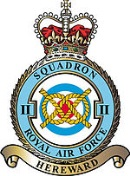 SQUADRON
II II
ROYAL AIR FORCE
HEREWARD